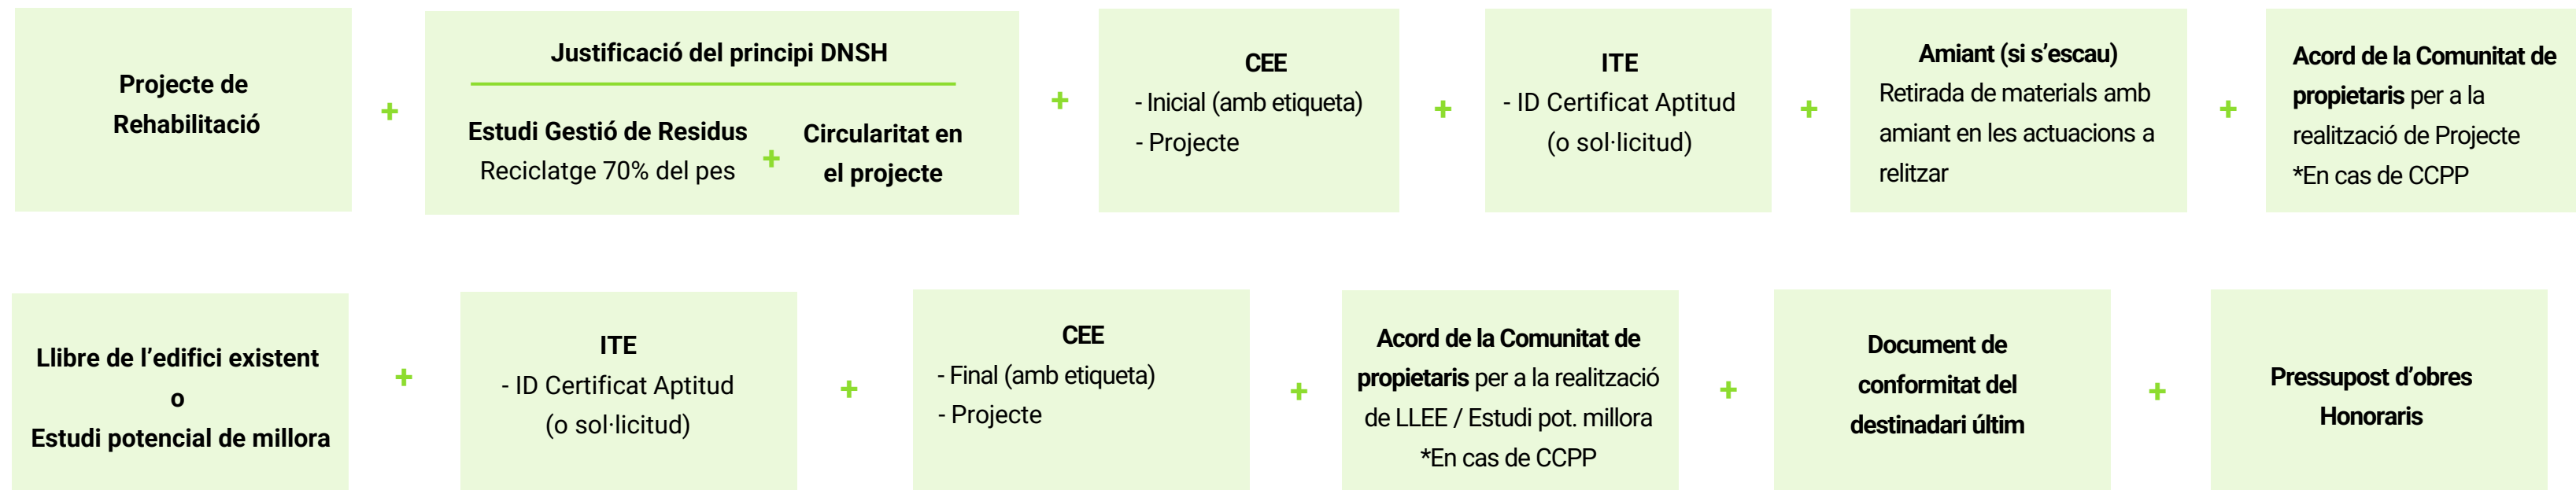 Projecte de
Rehabilitació
+
Justificació del principi DNSH
Estudi Gestió de Residus
Reciclatge 70% del pes
+
Circularitat en
el projecte
+
CEE
- Inicial (amb etiqueta)
- Projecte
+
ITE
- ID Certificat Aptitud
(o sol·licitud)
+
Amiant (si s’escau)
Retirada de materials amb
amiant en les actuacions a
relitzar
+
Acord de la Comunitat de
propietaris per a la
realització de Projecte
*En cas de CCPP
Llibre de l’edifici existent
o
Estudi potencial de millora
+
ITE
- ID Certificat Aptitud
(o sol·licitud)
+
CEE
- Final (amb etiqueta)
- Projecte
+
Acord de la Comunitat de
propietaris per a la realització
de LLEE / Estudi pot. millora
*En cas de CCPP
+
Document de
conformitat del
destinadari últim
+
Pressupost d’obres
Honoraris